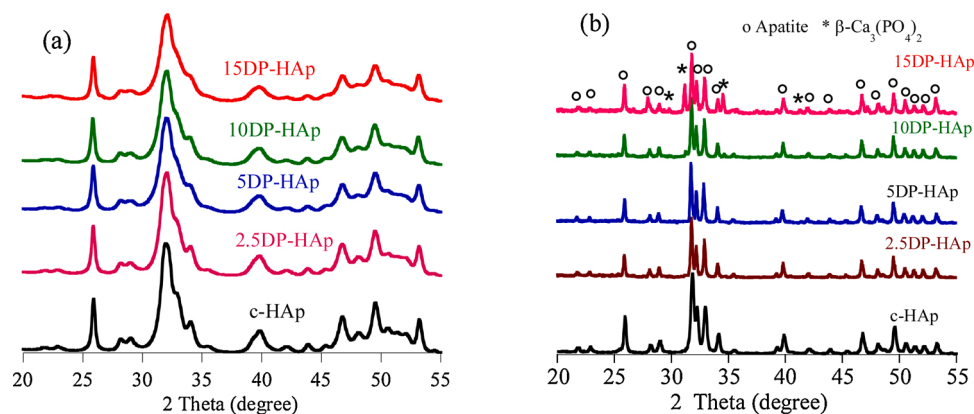 (a)
15DP-HAp
10DP-HAp
5DP-HAp
2.5DP-HAp
c-HAp
20 25 30 35 40 45 50 55
2 Theta (degree)
(b)
o Apatite * β-Ca₃(PO₄)₂
15DP-HAp
10DP-HAp
5DP-HAp
2.5DP-HAp
c-HAp
20 25 30 35 40 45 50 55
2 Theta (degree)